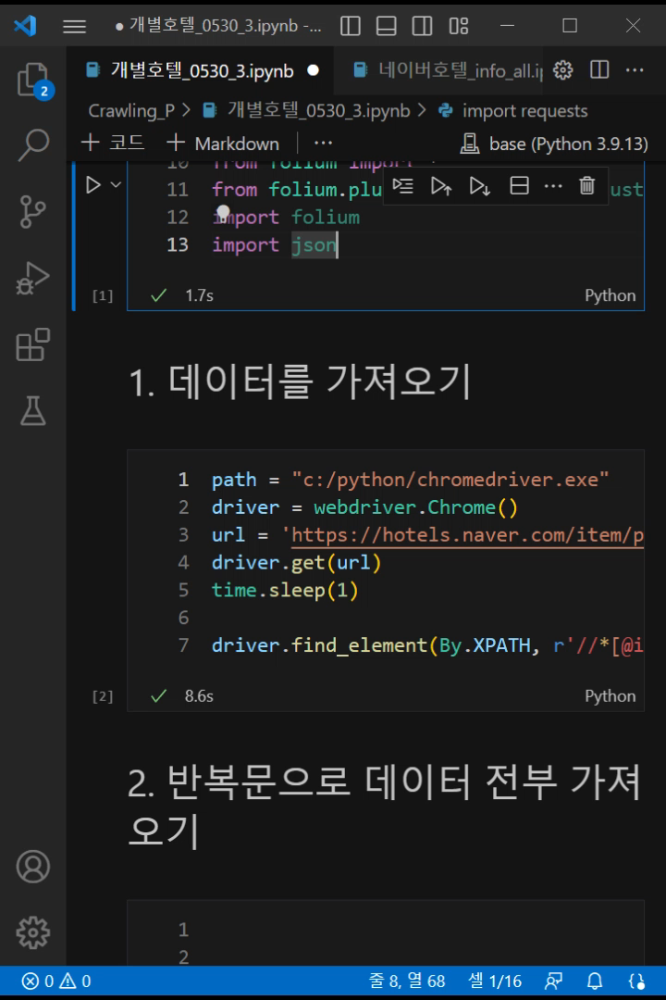 ● 개별호텔_0530_3.ipynb -...
개별호텔_0530_3.ipynb ●
네이버호텔_info_all.i
Crawling_P > 개별호텔_0530_3.ipynb > import requests
+ 코드 + Markdown ...
base (Python 3.9.13)
10 from folium import
11 from folium.plu
ust
12 import folium
13 import json
[1] ✓ 1.7s Python
1. 데이터를 가져오기
1 path = "c:/python/chromedriver.exe"
2 driver = webdriver.Chrome()
3 url = 'https://hotels.naver.com/item/p
4 driver.get(url)
5 time.sleep(1)
6
7 driver.find_element(By.XPATH, r'//*[@i
[2] ✓ 8.6s Python
2. 반복문으로 데이터 전부 가져
오기
1
2
2
0 0 줄 8, 열 68 셀 1/16